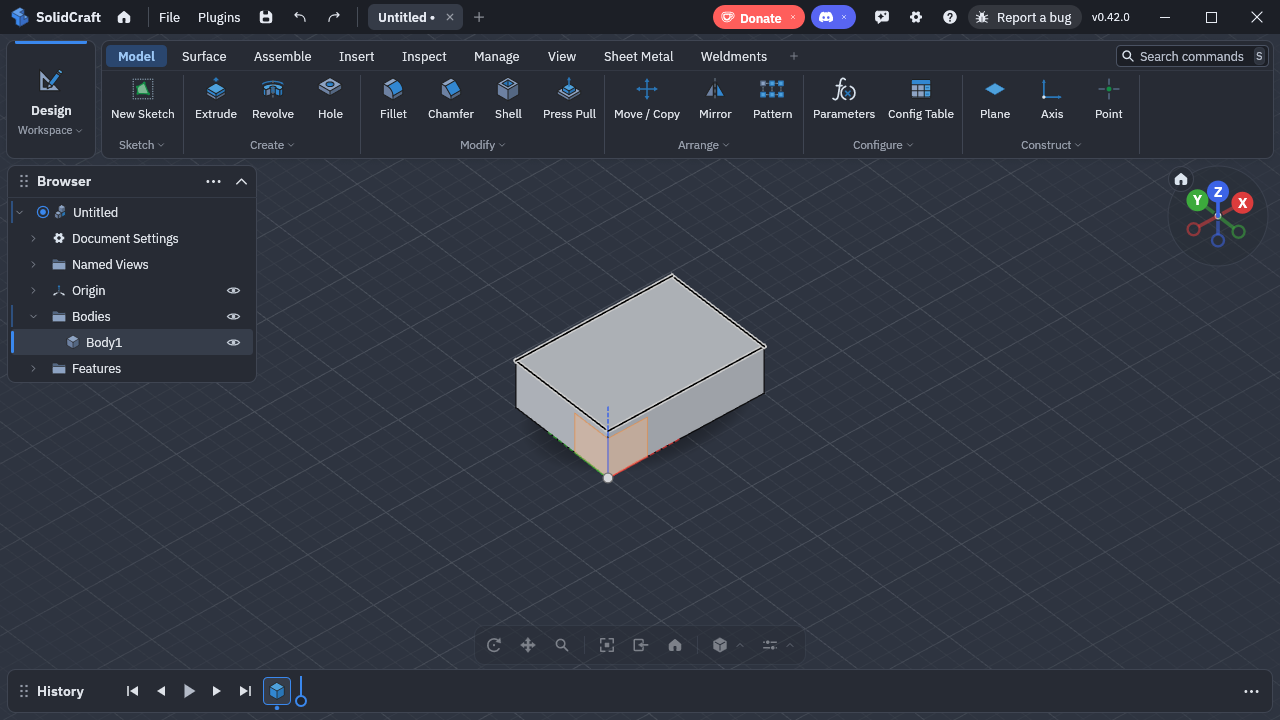 SolidCraft
File
Plugins
Untitled •
Donate
Report a bug
v0.42.0
Design
Workspace
Model
Surface
Assemble
Insert
Inspect
Manage
View
Sheet Metal
Weldments
Search commands
S
New Sketch
Extrude
Revolve
Hole
Fillet
Chamfer
Shell
Press Pull
Move / Copy
Mirror
Pattern
Parameters
Config Table
Plane
Axis
Point
Sketch
Create
Modify
Arrange
Configure
Construct
Browser
Untitled
Document Settings
Named Views
Origin
Bodies
Body1
Features
Z
Y
X
History